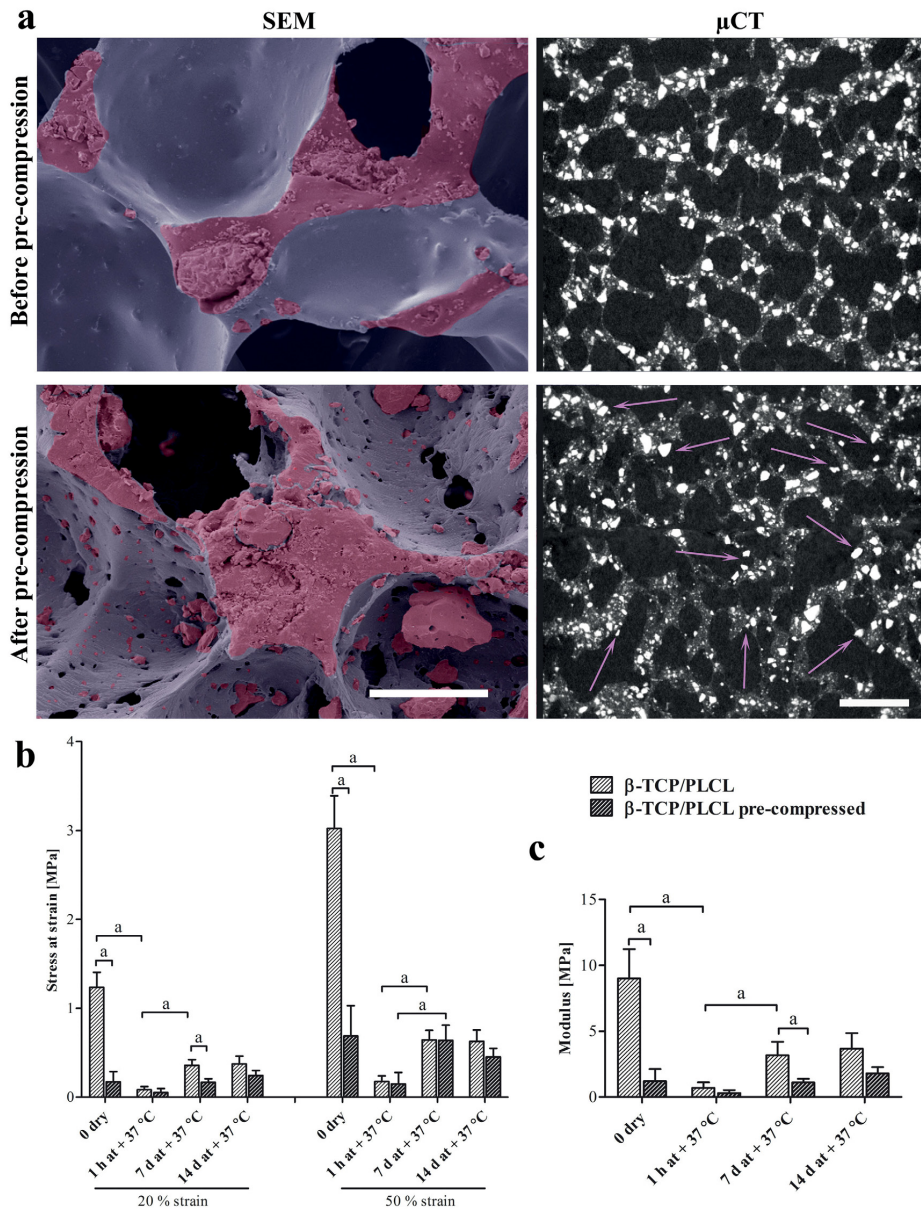 a
SEM
µCT
Before pre-compression
After pre-compression
b
Stress at strain [MPa]
4
3
2
1
0
a
a
a
a
a
a
a
a
0 dry
1 h at + 37 °C
7 d at + 37 °C
14 d at + 37 °C
0 dry
1 h at + 37 °C
7 d at + 37 °C
14 d at + 37 °C
20 % strain
50 % strain
β-TCP/PLCL
β-TCP/PLCL pre-compressed
c
Modulus [MPa]
15
10
5
0
a
a
a
a
0 dry
1 h at + 37 °C
7 d at + 37 °C
14 d at + 37 °C